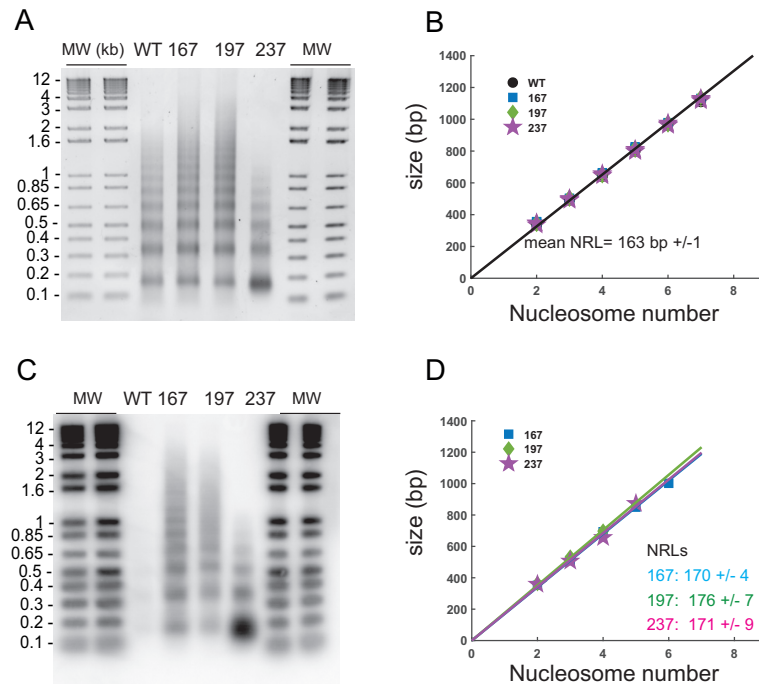 A
MW (kb) WT 167 197 237 MW
12 -
4 -
3 -
2 -
1.6 -
1 -
0.85 -
0.65 -
0.5 -
0.4 -
0.3 -
0.2 -
0.1 -
B
1400
1200
1000
800
600
400
200
0
size (bp)
WT
167
197
237
mean NRL= 163 bp +/-1
0 2 4 6 8
Nucleosome number
C
MW WT 167 197 237 MW
12 -
4 -
3 -
2 -
1.6 -
1 -
0.85 -
0.65 -
0.5 -
0.4 -
0.3 -
0.2 -
0.1 -
D
1400
1200
1000
800
600
400
200
0
size (bp)
167
197
237
NRLs
167: 170 +/- 4
197: 176 +/- 7
237: 171 +/- 9
0 2 4 6 8
Nucleosome number